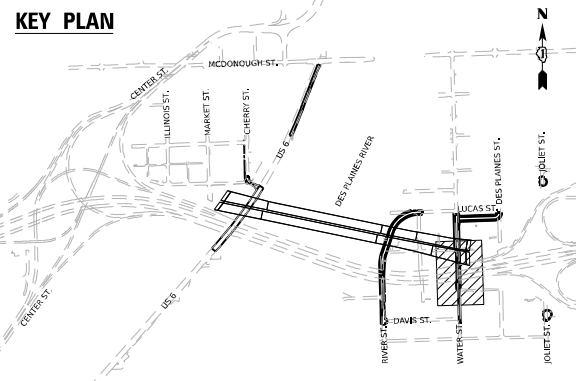 KEY PLAN
N
MCDONOUGH ST.
CENTER ST.
ILLINOIS ST.
MARKET ST.
CHERRY ST.
US 6
DES PLAINES RIVER
JOLIET ST.
DES PLAINES ST.
LUCAS ST.
CENTER ST.
US 6
DAVIS ST.
RIVER ST.
WATER ST.
JOLIET ST.